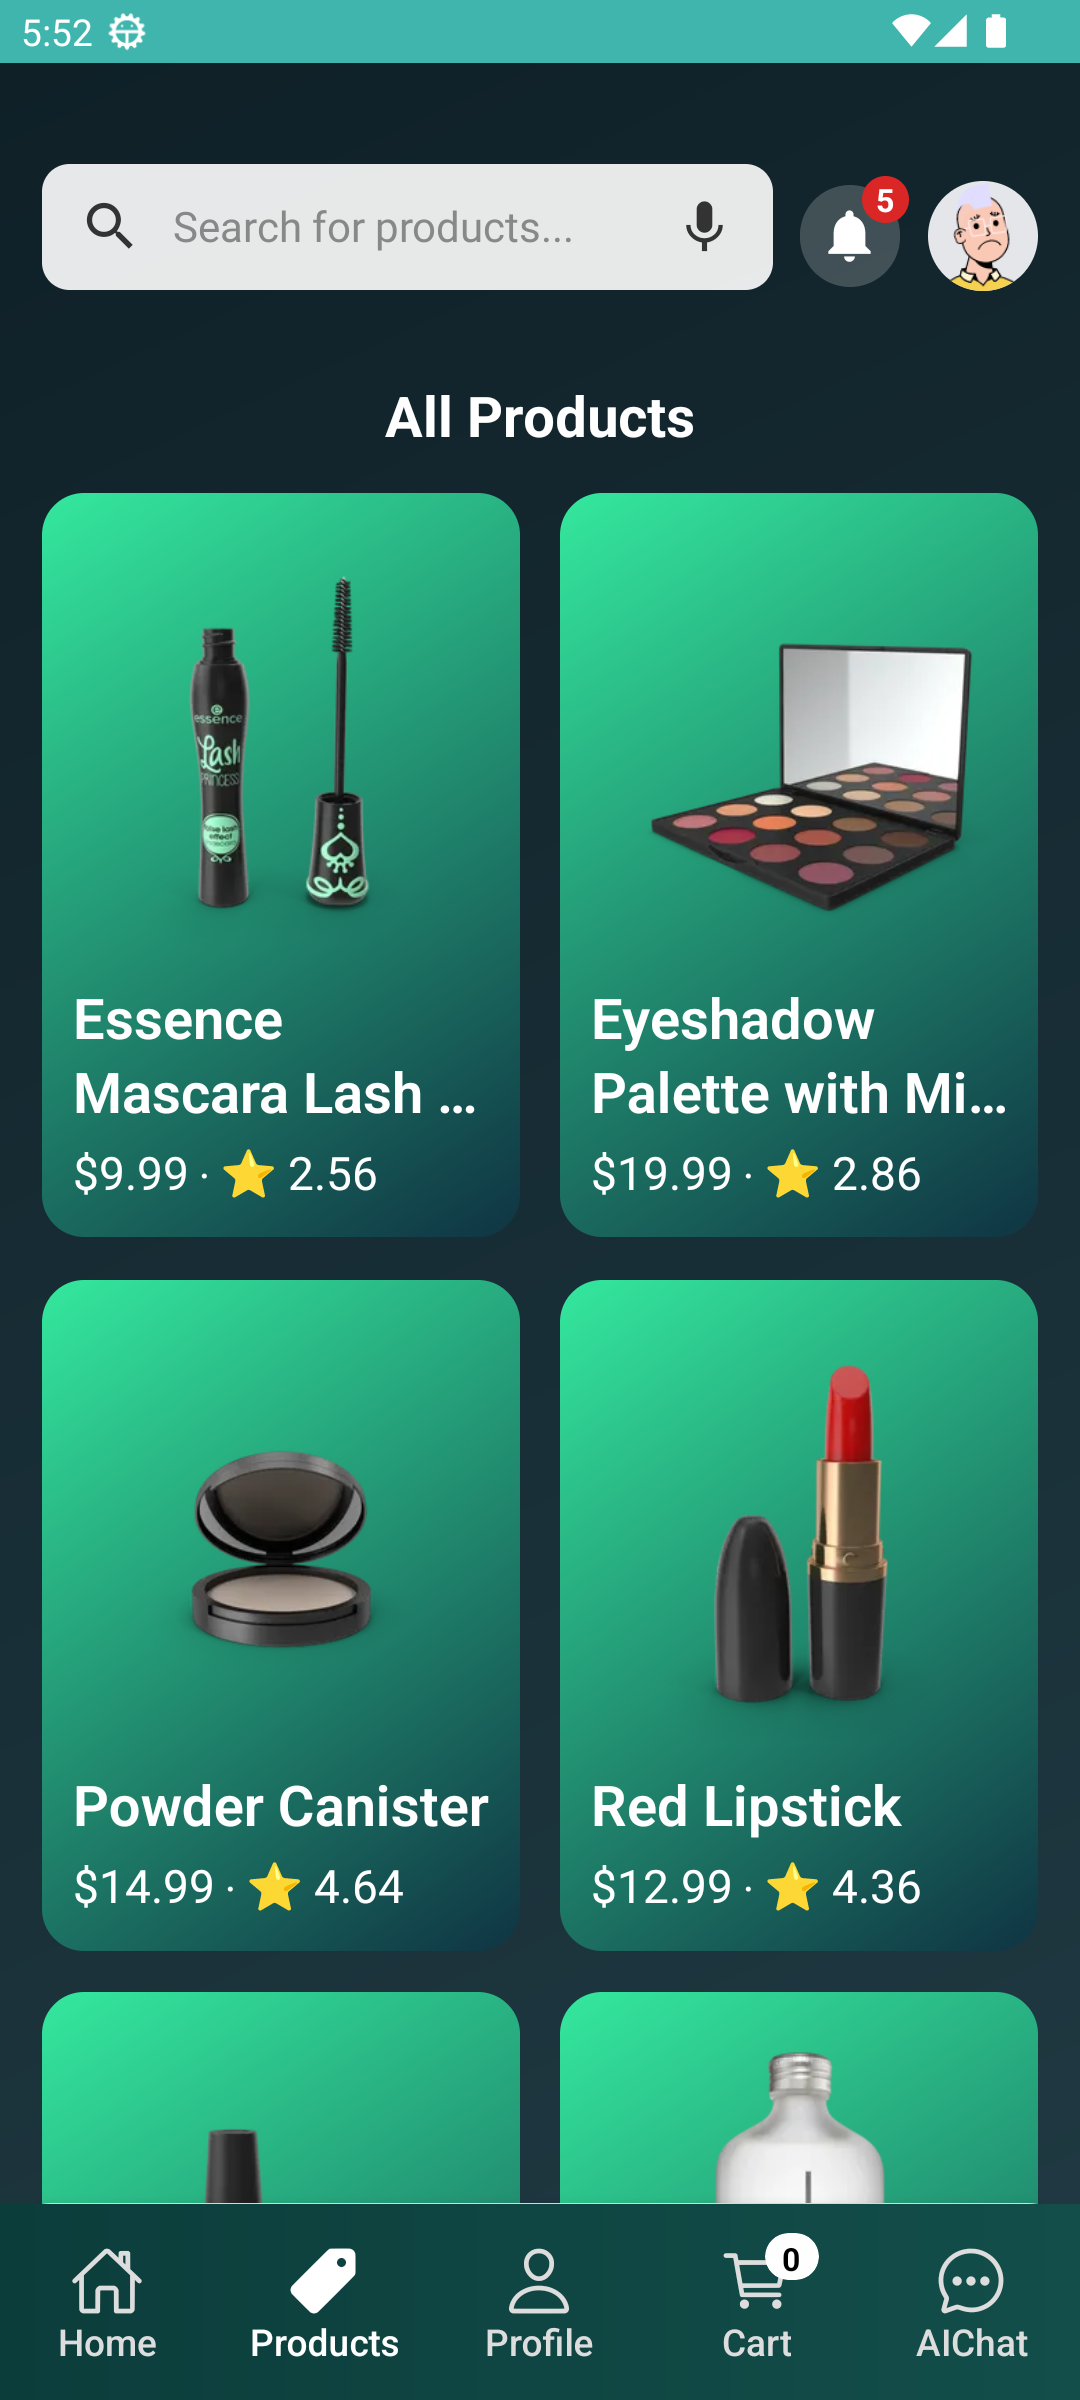 5:52
Search for products...
5
All Products
essence
Lash
PRINCESS
false lash
effect
mascara
Essence
Mascara Lash ...
$9.99 · ⭐ 2.56
Eyeshadow
Palette with Mi...
$19.99 · ⭐ 2.86
Powder Canister
$14.99 · ⭐ 4.64
Red Lipstick
$12.99 · ⭐ 4.36
Home
Products
Profile
0
Cart
AIChat